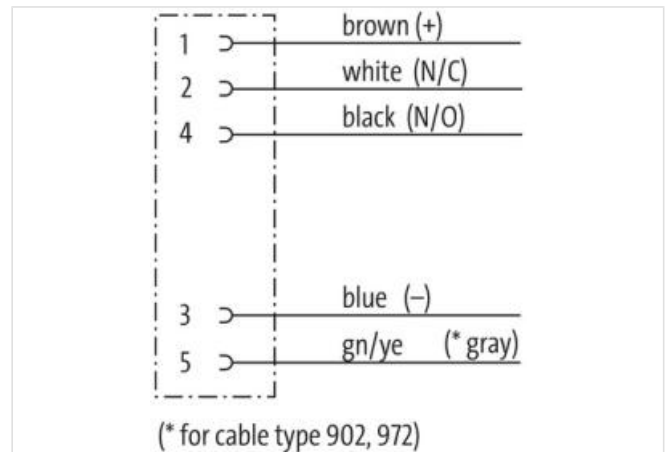 1 brown (+)
2 white (N/C)
4 black (N/O)
3 blue (–)
5 gn/ye (* gray)
(* for cable type 902, 972)